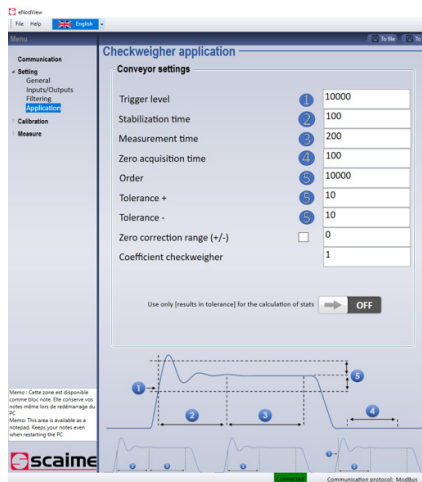 eNodView
File Help English
Menu
To file To
Communication
Setting
General
Inputs/Outputs
Filtering
Application
Calibration
Measure
Checkweigher application
Conveyor settings
Trigger level 1 10000
Stabilization time 2 100
Measurement time 3 200
Zero acquisition time 4 100
Order 5 10000
Tolerance + 5 10
Tolerance - 5 10
Zero correction range (+/-) 0
Coefficient checkweigher 1
Use only [results in tolerance] for the calculation of stats OFF
1 2 3 4 5
Memo : Cette zone est disponible
comme bloc note. Elle conserve vos
notes même lors de redémarrage du
PC
Memo: This area is available as a
notepad. Keeps your notes even
when restarting the PC
scaime
Connected Communication protocol: ModBus